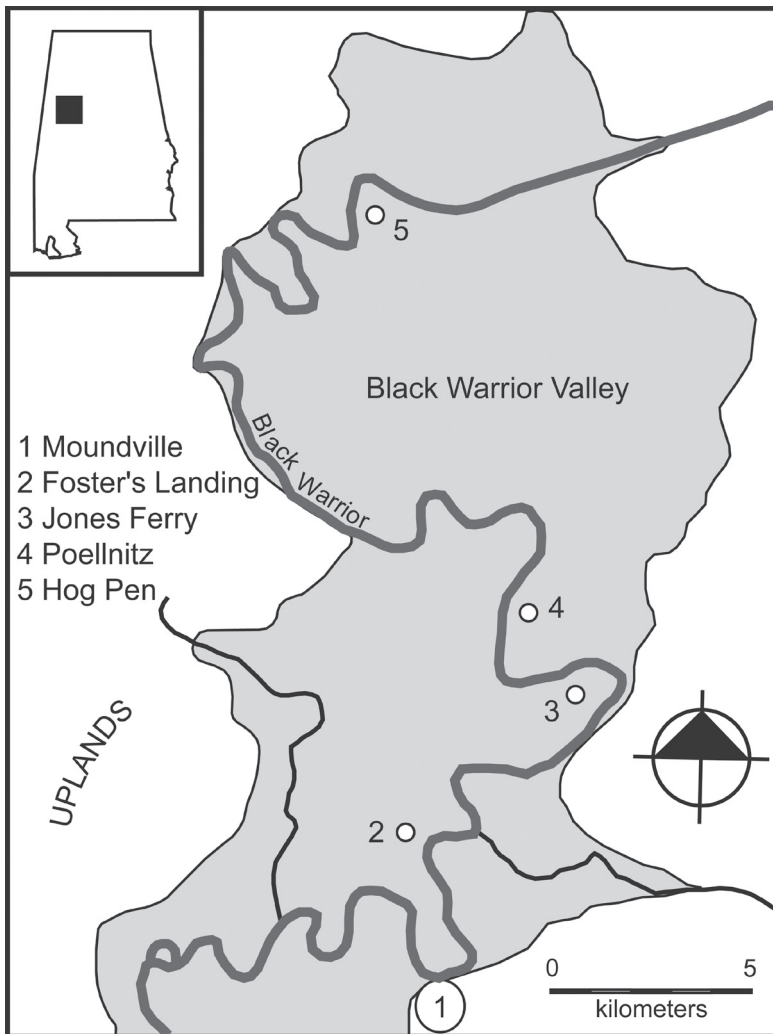 5
Black Warrior Valley
Black Warrior
1 Moundville
2 Foster's Landing
3 Jones Ferry
4 Poellnitz
5 Hog Pen
4
3
UPLANDS
2
0 5
kilometers
1